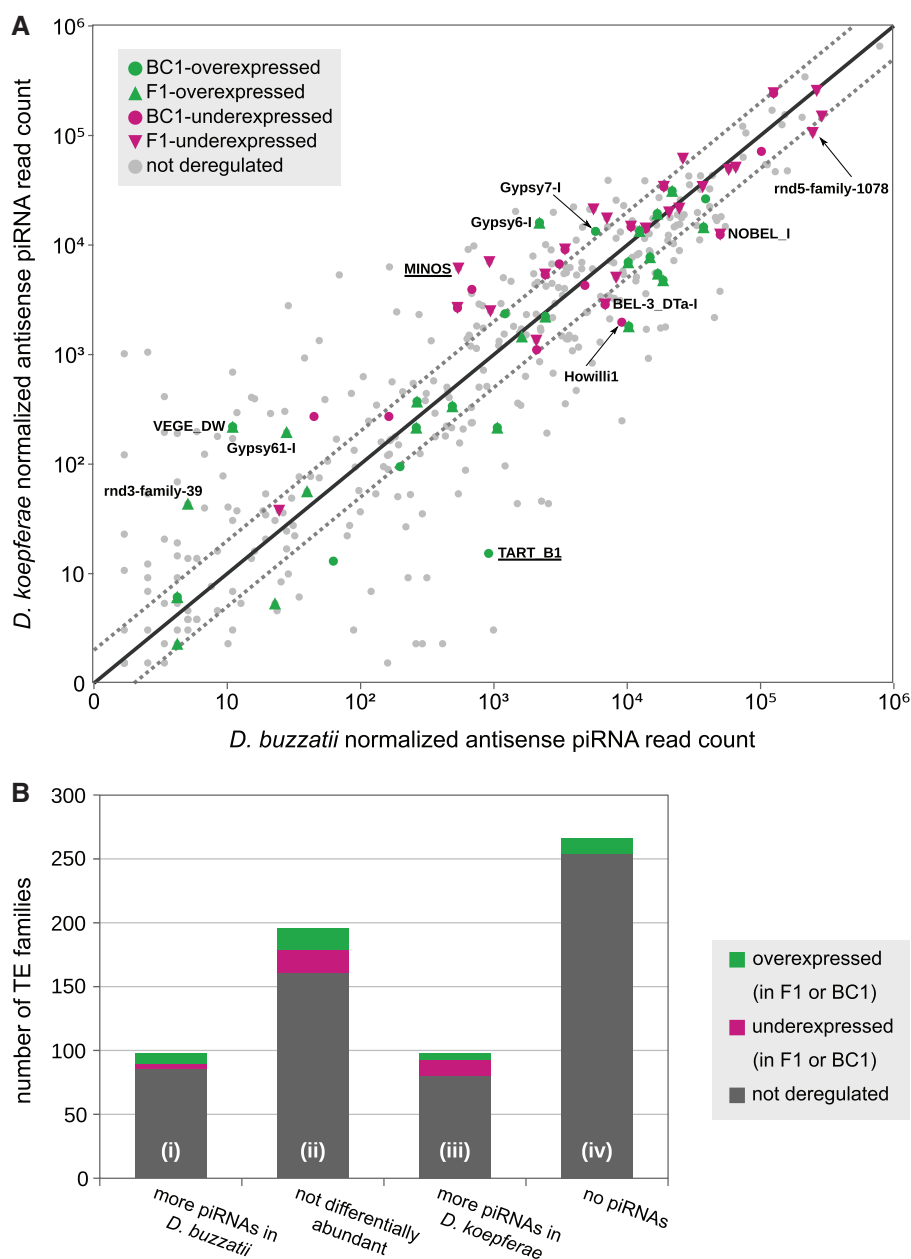 A
10⁶
10⁵
10⁴
10³
10²
10
0
D. koepferae normalized antisense piRNA read count
BC1-overexpressed
F1-overexpressed
BC1-underexpressed
F1-underexpressed
not deregulated
Gypsy7-I
Gypsy6-I
rnd5-family-1078
NOBEL_I
MINOS
BEL-3_DTa-I
Howilli1
VEGE_DW
Gypsy61-I
rnd3-family-39
TART_B1
0
10
10²
10³
10⁴
10⁵
10⁶
D. buzzatii normalized antisense piRNA read count
B
300
250
200
150
100
50
0
number of TE families
(i)
(ii)
(iii)
(iv)
more piRNAs in
D. buzzatii
not differentially
abundant
more piRNAs in
D. koepferae
no piRNAs
overexpressed
(in F1 or BC1)
underexpressed
(in F1 or BC1)
not deregulated